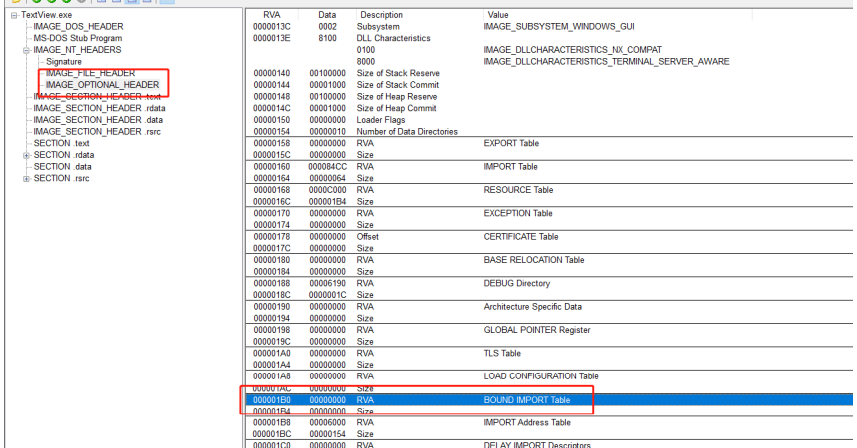 TextView.exe
IMAGE_DOS_HEADER
MS-DOS Stub Program
IMAGE_NT_HEADERS
Signature
IMAGE_FILE_HEADER
IMAGE_OPTIONAL_HEADER
IMAGE_SECTION_HEADER .text
IMAGE_SECTION_HEADER .rdata
IMAGE_SECTION_HEADER .data
IMAGE_SECTION_HEADER .rsrc
SECTION .text
SECTION .rdata
SECTION .data
SECTION .rsrc
RVA Data Description Value
0000013C 0002 Subsystem IMAGE_SUBSYSTEM_WINDOWS_GUI
0000013E 8100 DLL Characteristics
0100 IMAGE_DLLCHARACTERISTICS_NX_COMPAT
8000 IMAGE_DLLCHARACTERISTICS_TERMINAL_SERVER_AWARE
00000140 00100000 Size of Stack Reserve
00000144 00001000 Size of Stack Commit
00000148 00100000 Size of Heap Reserve
0000014C 00001000 Size of Heap Commit
00000150 00000000 Loader Flags
00000154 00000010 Number of Data Directories
00000158 00000000 RVA EXPORT Table
0000015C 00000000 Size
00000160 000084CC RVA IMPORT Table
00000164 00000064 Size
00000168 0000C000 RVA RESOURCE Table
0000016C 000001B4 Size
00000170 00000000 RVA EXCEPTION Table
00000174 00000000 Size
00000178 00000000 Offset CERTIFICATE Table
0000017C 00000000 Size
00000180 00000000 RVA BASE RELOCATION Table
00000184 00000000 Size
00000188 00006190 RVA DEBUG Directory
0000018C 0000001C Size
00000190 00000000 RVA Architecture Specific Data
00000194 00000000 Size
00000198 00000000 RVA GLOBAL POINTER Register
0000019C 00000000 Size
000001A0 00000000 RVA TLS Table
000001A4 00000000 Size
000001A8 00000000 RVA LOAD CONFIGURATION Table
000001AC 00000000 Size
000001B0 00000000 RVA BOUND IMPORT Table
000001B4 00000000 Size
000001B8 00006000 RVA IMPORT Address Table
000001BC 00000154 Size
000001C0 00000000 RVA DELAY IMPORT Descriptors